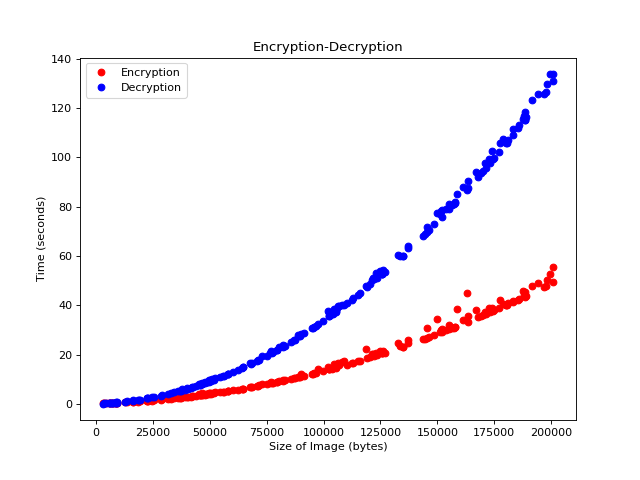 Encryption-Decryption
Encryption
Decryption
Time (seconds)
140
120
100
80
60
40
20
0
0 25000 50000 75000 100000 125000 150000 175000 200000
Size of Image (bytes)